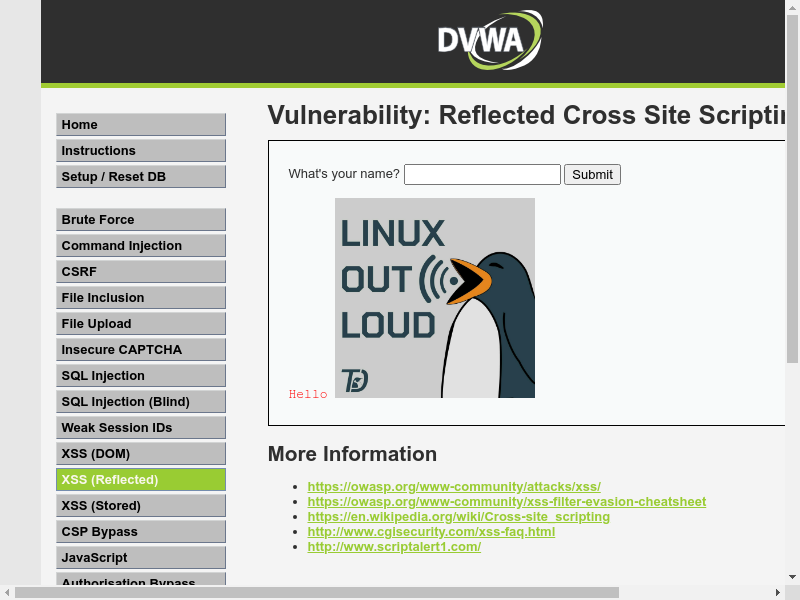 DVWA
Home
Instructions
Setup / Reset DB
Brute Force
Command Injection
CSRF
File Inclusion
File Upload
Insecure CAPTCHA
SQL Injection
SQL Injection (Blind)
Weak Session IDs
XSS (DOM)
XSS (Reflected)
XSS (Stored)
CSP Bypass
JavaScript
Authorisation Bypass
Vulnerability: Reflected Cross Site Scriptin
What's your name? Submit
LINUX
OUT
LOUD
TD
Hello
More Information
https://owasp.org/www-community/attacks/xss/
https://owasp.org/www-community/xss-filter-evasion-cheatsheet
https://en.wikipedia.org/wiki/Cross-site_scripting
http://www.cgisecurity.com/xss-faq.html
http://www.scriptalert1.com/